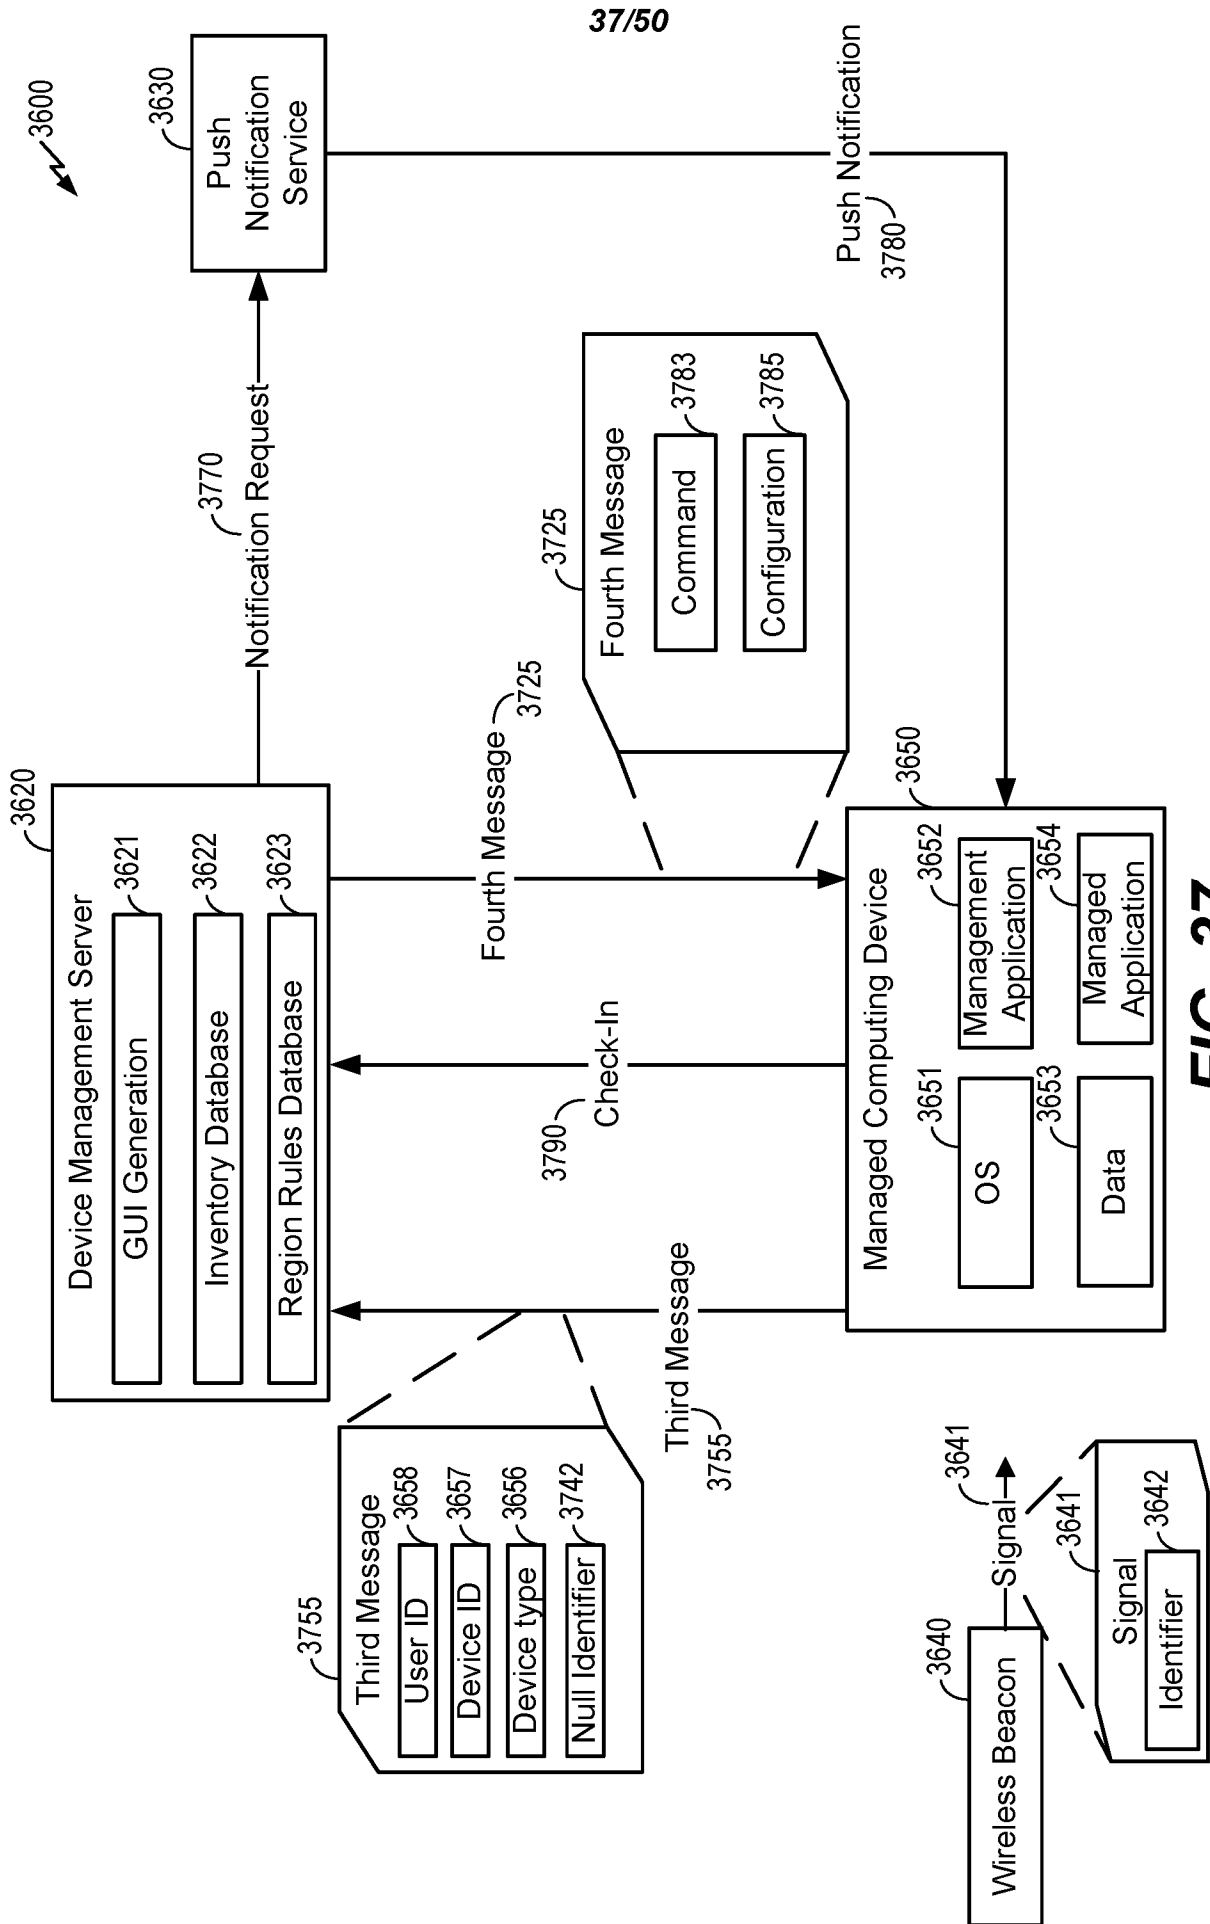 37/50
3600
3620
Device Management Server
GUI Generation
3621
Inventory Database
3622
Region Rules Database
3623
3770
Notification Request
3630
Push
Notification
Service
Push Notification
3780
3755
Third Message
User ID
3658
Device ID
3657
Device type
3656
Null Identifier
3742
Third Message
3755
3790
Check-In
Fourth Message
3725
3725
Fourth Message
Command
3783
Configuration
3785
3650
Managed Computing Device
OS
3651
Management
Application
3652
Data
3653
Managed
Application
3654
3640
Wireless Beacon
Signal
3641
3641
Signal
Identifier
3642
FIG. 37